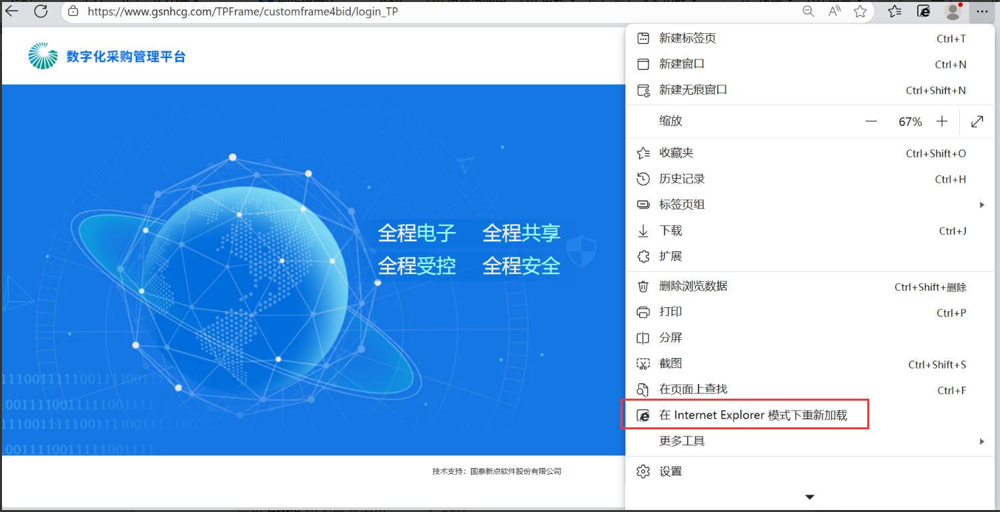 https://www.gsnhcg.com/TPFrame/customframe4bid/login_TP
数字化采购管理平台
全程电子 全程共享
全程受控 全程安全
技术支持：国泰新点软件股份有限公司
新建标签页 Ctrl+T
新建窗口 Ctrl+N
新建无痕窗口 Ctrl+Shift+N
缩放 67%
收藏夹 Ctrl+Shift+O
历史记录 Ctrl+H
标签页组
下载 Ctrl+J
扩展
删除浏览数据 Ctrl+Shift+删除
打印 Ctrl+P
分屏
截图 Ctrl+Shift+S
在页面上查找 Ctrl+F
在 Internet Explorer 模式下重新加载
更多工具
设置